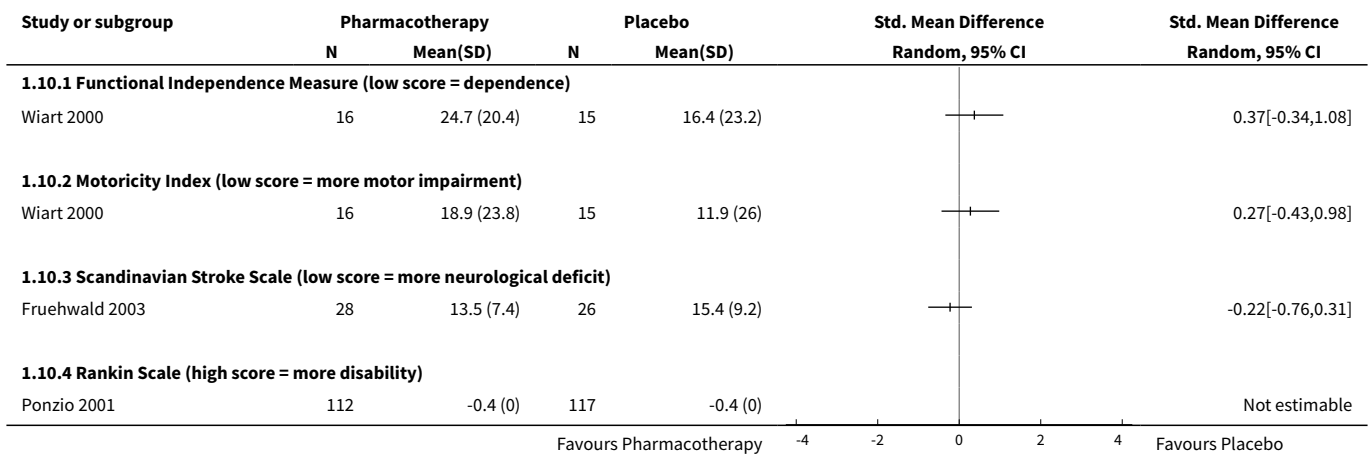 Study or subgroup Pharmacotherapy Placebo Std. Mean Difference Std. Mean Difference
N Mean(SD) N Mean(SD) Random, 95% CI Random, 95% CI
1.10.1 Functional Independence Measure (low score = dependence)
Wiart 2000 16 24.7 (20.4) 15 16.4 (23.2) 0.37[-0.34,1.08]
1.10.2 Motoricity Index (low score = more motor impairment)
Wiart 2000 16 18.9 (23.8) 15 11.9 (26) 0.27[-0.43,0.98]
1.10.3 Scandinavian Stroke Scale (low score = more neurological deficit)
Fruehwald 2003 28 13.5 (7.4) 26 15.4 (9.2) -0.22[-0.76,0.31]
1.10.4 Rankin Scale (high score = more disability)
Ponzio 2001 112 -0.4 (0) 117 -0.4 (0) Not estimable
Favours Pharmacotherapy -4 -2 0 2 4 Favours Placebo